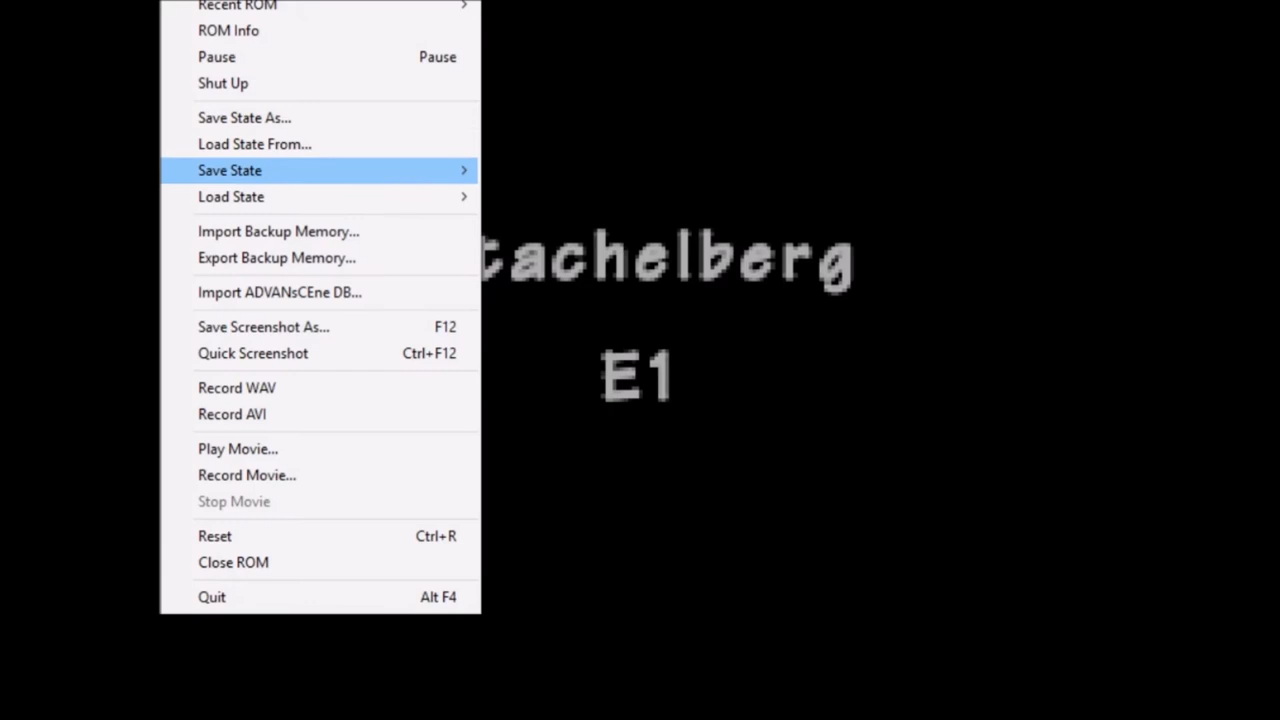 Recent ROM
ROM Info
Pause Pause
Shut Up
Save State As...
Load State From...
Save State
Load State
Import Backup Memory...
Export Backup Memory...
Import ADVANsCEne DB...
Save Screenshot As... F12
Quick Screenshot Ctrl+F12
Record WAV
Record AVI
Play Movie...
Record Movie...
Stop Movie
Reset Ctrl+R
Close ROM
Quit Alt F4
tachelberg
E1